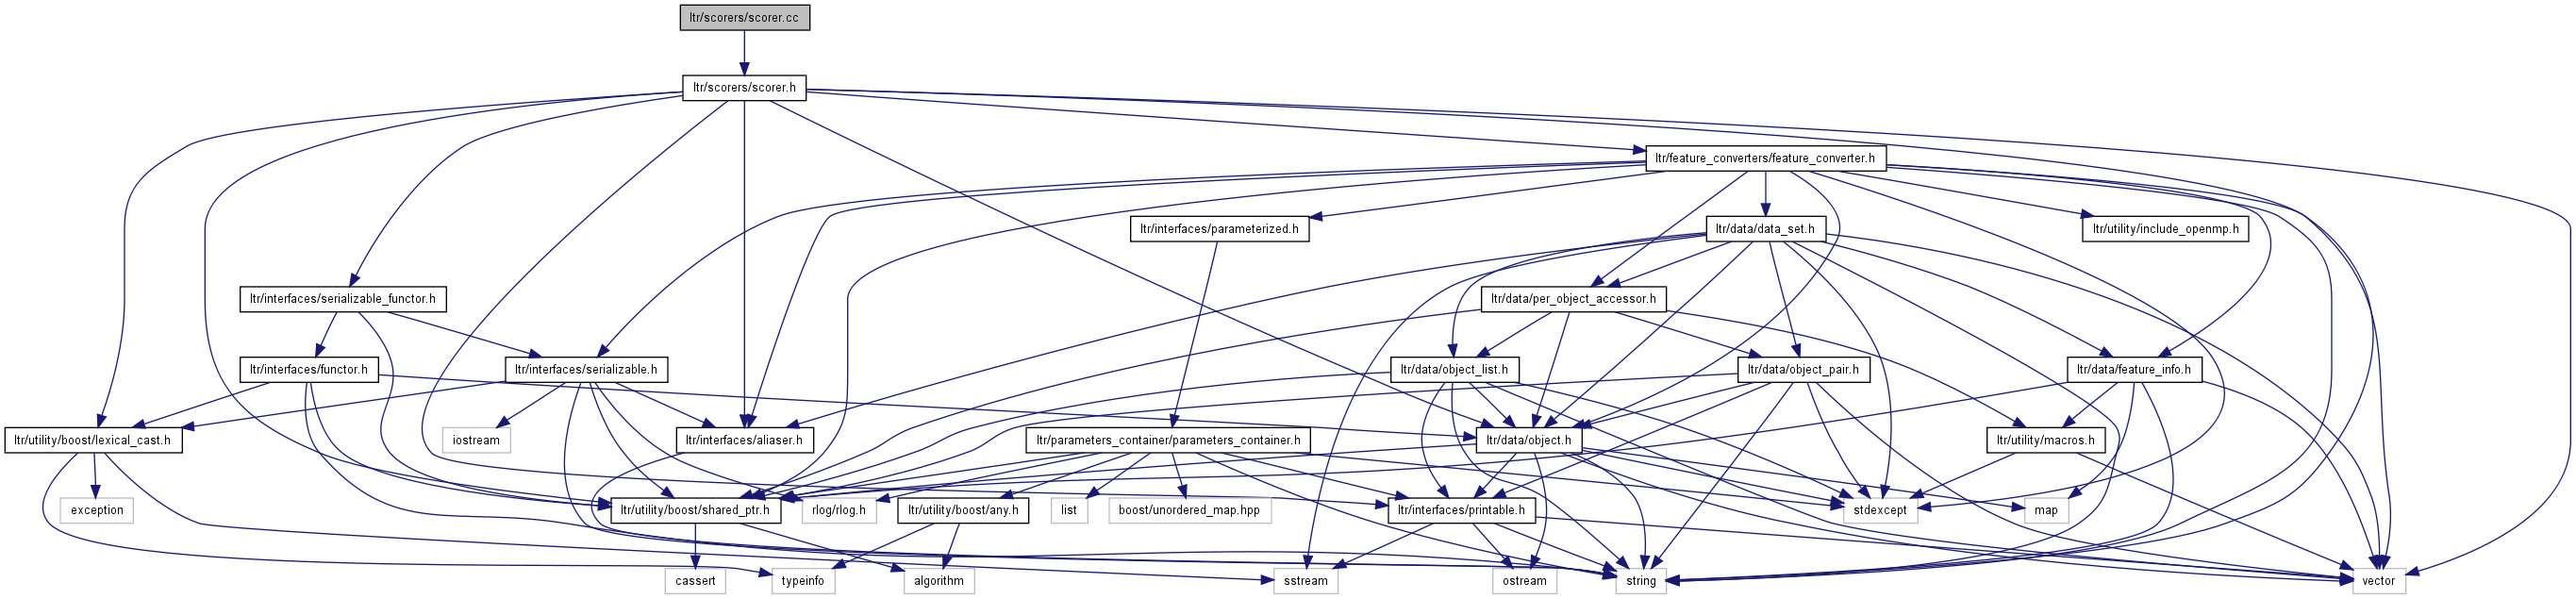 ltr/scorers/scorer.cc
ltr/scorers/scorer.h
ltr/feature_converters/feature_converter.h
ltr/interfaces/parameterized.h
ltr/data/data_set.h
ltr/utility/include_openmp.h
ltr/interfaces/serializable_functor.h
ltr/data/per_object_accessor.h
ltr/interfaces/functor.h
ltr/interfaces/serializable.h
ltr/data/object_list.h
ltr/data/object_pair.h
ltr/data/feature_info.h
ltr/utility/boost/lexical_cast.h
iostream
ltr/interfaces/aliaser.h
ltr/parameters_container/parameters_container.h
ltr/data/object.h
ltr/utility/macros.h
exception
ltr/utility/boost/shared_ptr.h
rlog/rlog.h
ltr/utility/boost/any.h
list
boost/unordered_map.hpp
ltr/interfaces/printable.h
stdexcept
map
cassert
typeinfo
algorithm
sstream
ostream
string
vector